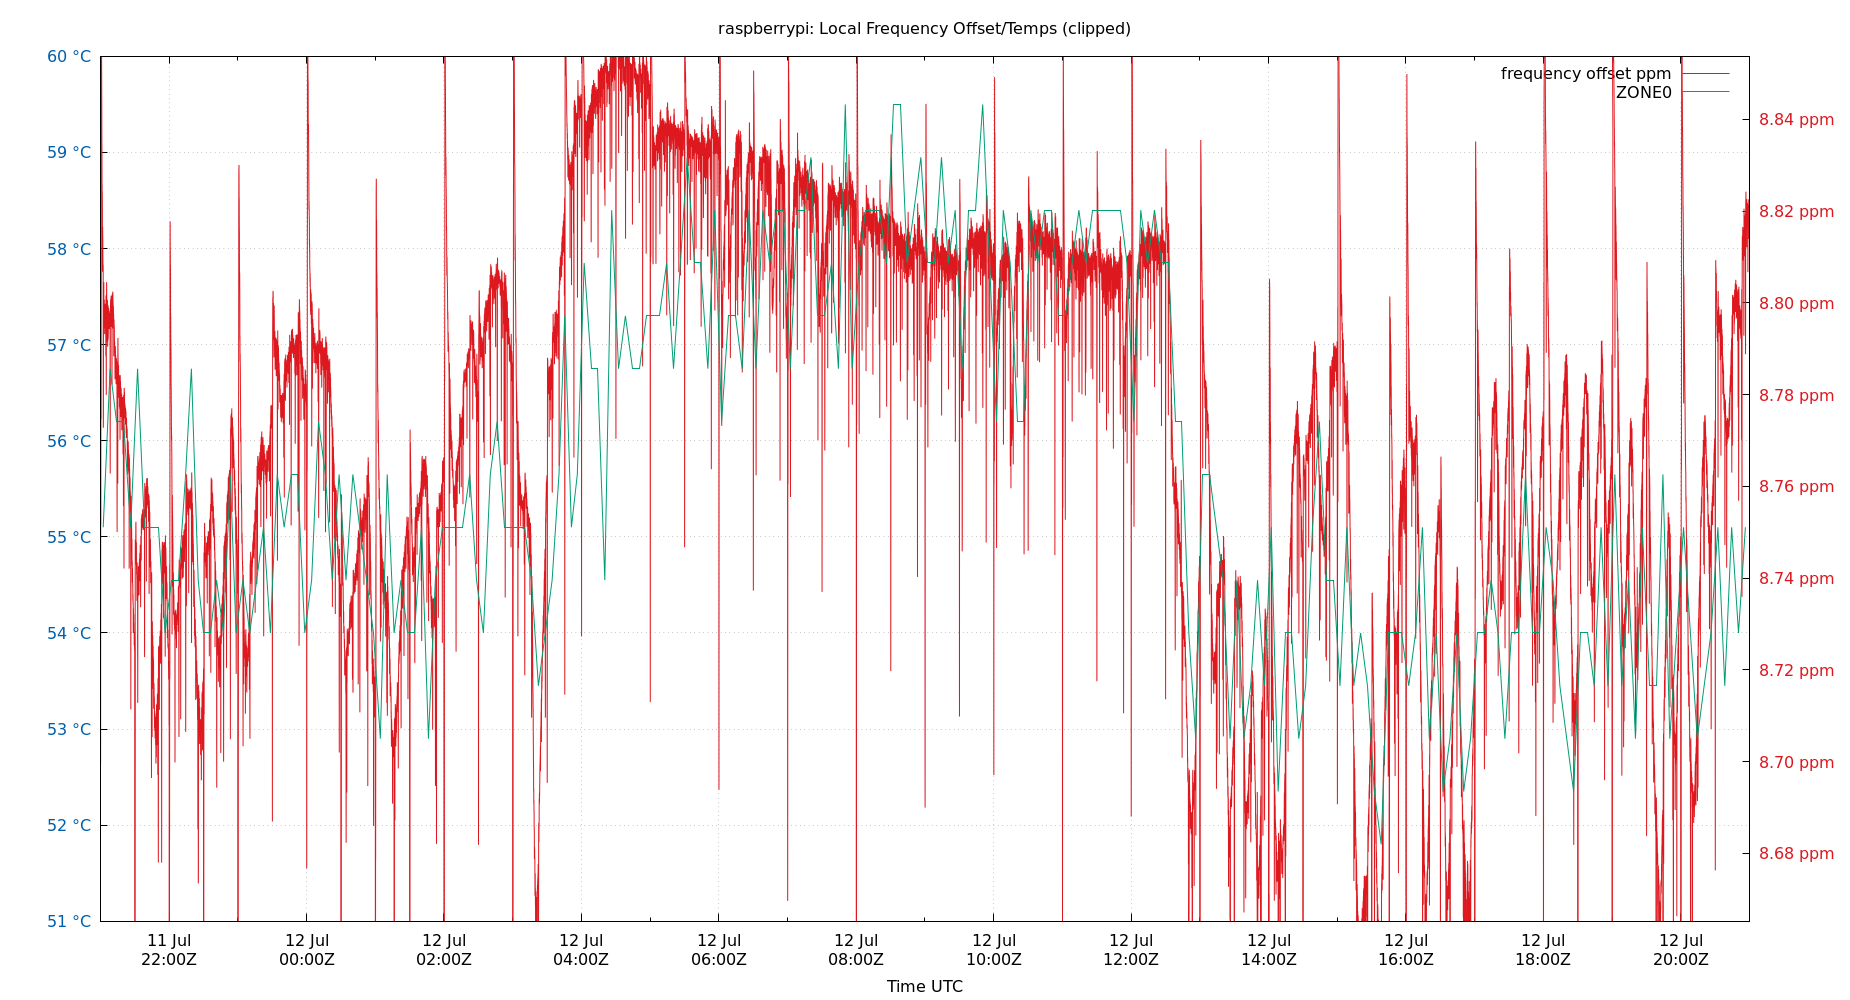 raspberrypi: Local Frequency Offset/Temps (clipped)
frequency offset ppm
ZONE0
60 °C
59 °C
58 °C
57 °C
56 °C
55 °C
54 °C
53 °C
52 °C
51 °C
8.84 ppm
8.82 ppm
8.80 ppm
8.78 ppm
8.76 ppm
8.74 ppm
8.72 ppm
8.70 ppm
8.68 ppm
11 Jul
22:00Z
12 Jul
00:00Z
12 Jul
02:00Z
12 Jul
04:00Z
12 Jul
06:00Z
12 Jul
08:00Z
12 Jul
10:00Z
12 Jul
12:00Z
12 Jul
14:00Z
12 Jul
16:00Z
12 Jul
18:00Z
12 Jul
20:00Z
Time UTC